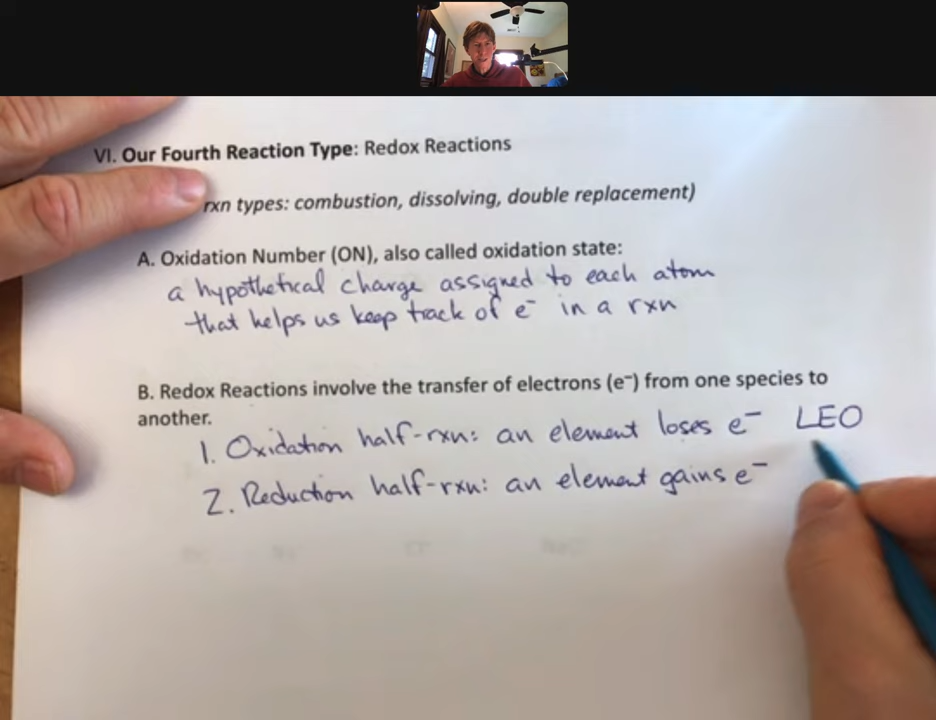 VI. Our Fourth Reaction Type: Redox Reactions
rxn types: combustion, dissolving, double replacement)
A. Oxidation Number (ON), also called oxidation state:
a hypothetical charge assigned to each atom
that helps us keep track of e⁻ in a rxn
B. Redox Reactions involve the transfer of electrons (e⁻) from one species to
another.
1. Oxidation half-rxn: an element loses e⁻ LEO
2. Reduction half-rxn: an element gains e⁻